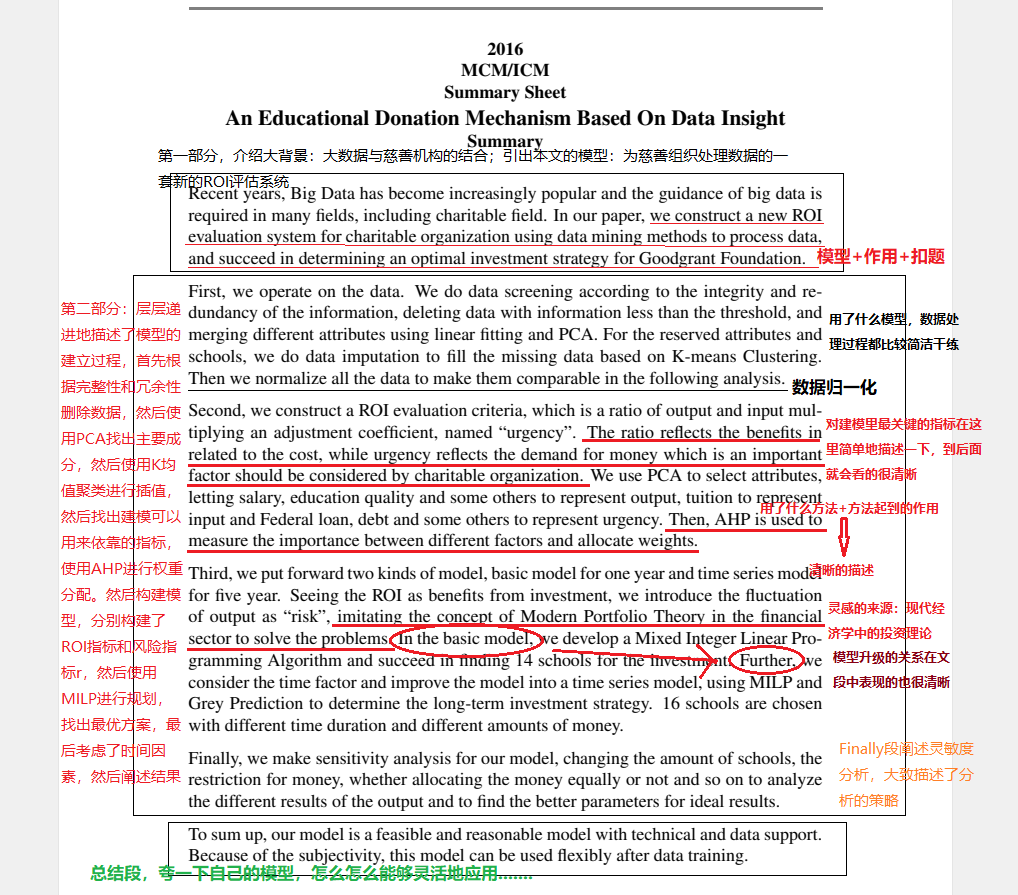 2016
MCM/ICM
Summary Sheet
An Educational Donation Mechanism Based On Data Insight
Summary
第一部分，介绍大背景：大数据与慈善机构的结合；引出本文的模型：为慈善组织处理数据的一
套新的ROI评估系统
Recent years, Big Data has become increasingly popular and the guidance of big data is
required in many fields, including charitable field. In our paper, we construct a new ROI
evaluation system for charitable organization using data mining methods to process data,
and succeed in determining an optimal investment strategy for Goodgrant Foundation.
模型+作用+扣题
First, we operate on the data. We do data screening according to the integrity and re-
dundancy of the information, deleting data with information less than the threshold, and
merging different attributes using linear fitting and PCA. For the reserved attributes and
schools, we do data imputation to fill the missing data based on K-means Clustering.
Then we normalize all the data to make them comparable in the following analysis.
数据归一化
用了什么模型，数据处
理过程都比较简洁干练
Second, we construct a ROI evaluation criteria, which is a ratio of output and input mul-
tiplying an adjustment coefficient, named “urgency”. The ratio reflects the benefits in
related to the cost, while urgency reflects the demand for money which is an important
factor should be considered by charitable organization. We use PCA to select attributes,
letting salary, education quality and some others to represent output, tuition to represent
input and Federal loan, debt and some others to represent urgency. Then, AHP is used to
measure the importance between different factors and allocate weights.
对建模里最关键的指标在这
里简单地描述一下，到后面
就会看的很清晰
用了什么方法+方法起到的作用
清晰的描述
Third, we put forward two kinds of model, basic model for one year and time series model
for five year. Seeing the ROI as benefits from investment, we introduce the fluctuation
of output as “risk”, imitating the concept of Modern Portfolio Theory in the financial
sector to solve the problems. In the basic model, we develop a Mixed Integer Linear Pro-
gramming Algorithm and succeed in finding 14 schools for the investment. Further, we
consider the time factor and improve the model into a time series model, using MILP and
Grey Prediction to determine the long-term investment strategy. 16 schools are chosen
with different time duration and different amounts of money.
灵感的来源：现代经
济学中的投资理论
模型升级的关系在文
段中表现的也很清晰
Finally, we make sensitivity analysis for our model, changing the amount of schools, the
restriction for money, whether allocating the money equally or not and so on to analyze
the different results of the output and to find the better parameters for ideal results.
Finally段阐述灵敏度
分析，大致描述了分
析的策略
第二部分：层层递
进地描述了模型的
建立过程，首先根
据完整性和冗余性
删除数据，然后使
用PCA找出主要成
分，然后使用K均
值聚类进行插值，
然后找出建模可以
用来依靠的指标，
使用AHP进行权重
分配。然后构建模
型，分别构建了
ROI指标和风险指
标r，然后使用
MILP进行规划，
找出最优方案，最
后考虑了时间因
素，然后阐述结果
To sum up, our model is a feasible and reasonable model with technical and data support.
Because of the subjectivity, this model can be used flexibly after data training.
总结段，夸一下自己的模型，怎么怎么能够灵活地应用.......